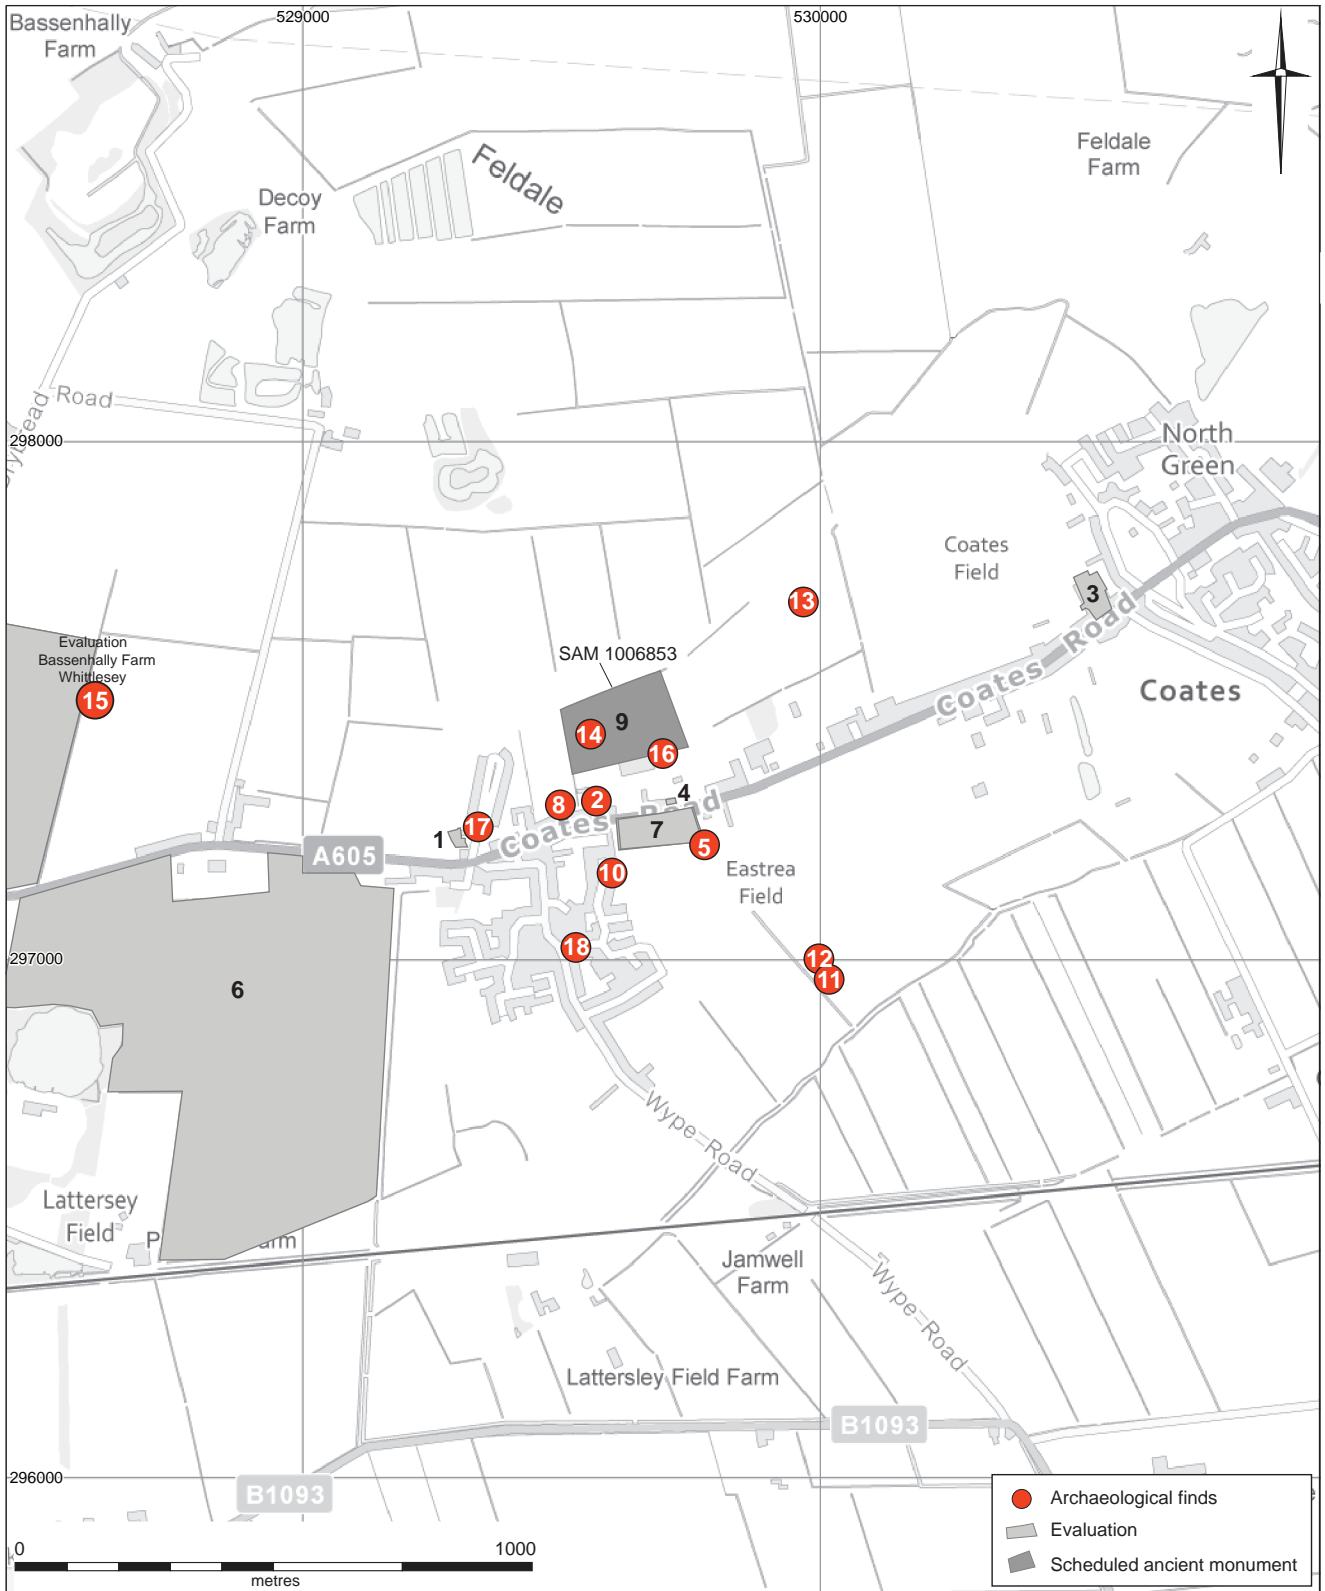 529000
530000
Bassenhally
Farm
Feldale
Farm
Feldale
Decoy
Farm
Road
298000
North
Green
Coates
Field
3
13
Evaluation
Bassenhally Farm
Whittlesey
15
SAM 1006853
9
14
16
Coates Road
Coates
4
2
8
17
1
Coates Road
7
5
A605
10
Eastrea
Field
18
297000
12
11
6
Wype Road
Lattersey
Field
Jamwell
Farm
Wype Road
Lattersley Field Farm
B1093
296000
B1093
Archaeological finds
Evaluation
Scheduled ancient monument
0
1000
metres